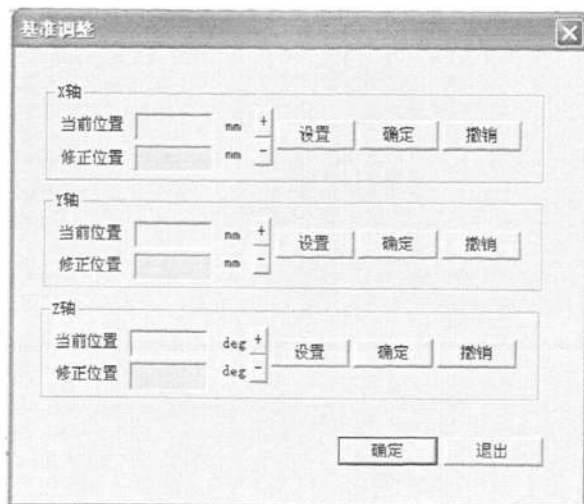 基准调整
X轴
当前位置 mm + 设置 确定 撤销
修正位置 mm -
Y轴
当前位置 mm + 设置 确定 撤销
修正位置 mm -
Z轴
当前位置 deg + 设置 确定 撤销
修正位置 deg -
确定 退出